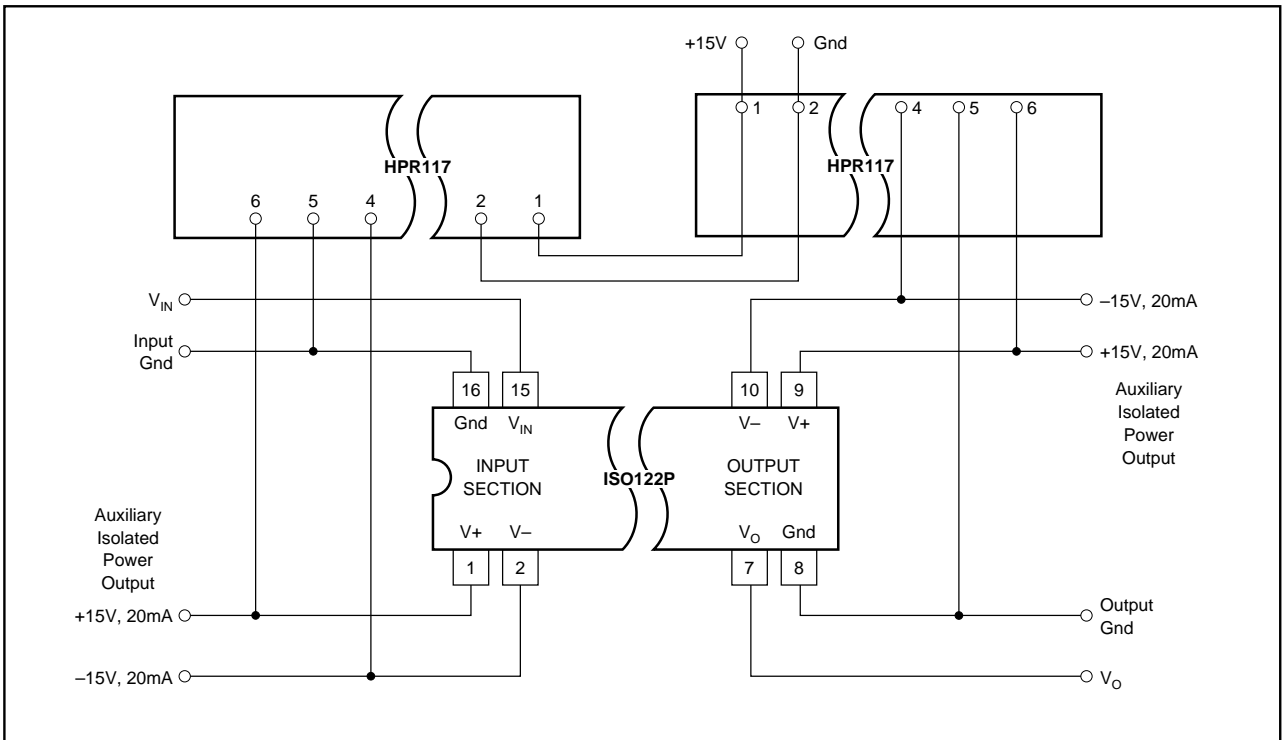 +15V
Gnd
1
2
4
5
6
HPR117
HPR117
6
5
4
2
1
V_IN
Input
Gnd
–15V, 20mA
+15V, 20mA
Auxiliary
Isolated
Power
Output
16
15
10
9
Gnd
V_IN
V–
V+
INPUT
SECTION
ISO122P
OUTPUT
SECTION
V+
V–
V_O
Gnd
1
2
7
8
Auxiliary
Isolated
Power
Output
+15V, 20mA
–15V, 20mA
Output
Gnd
V_O